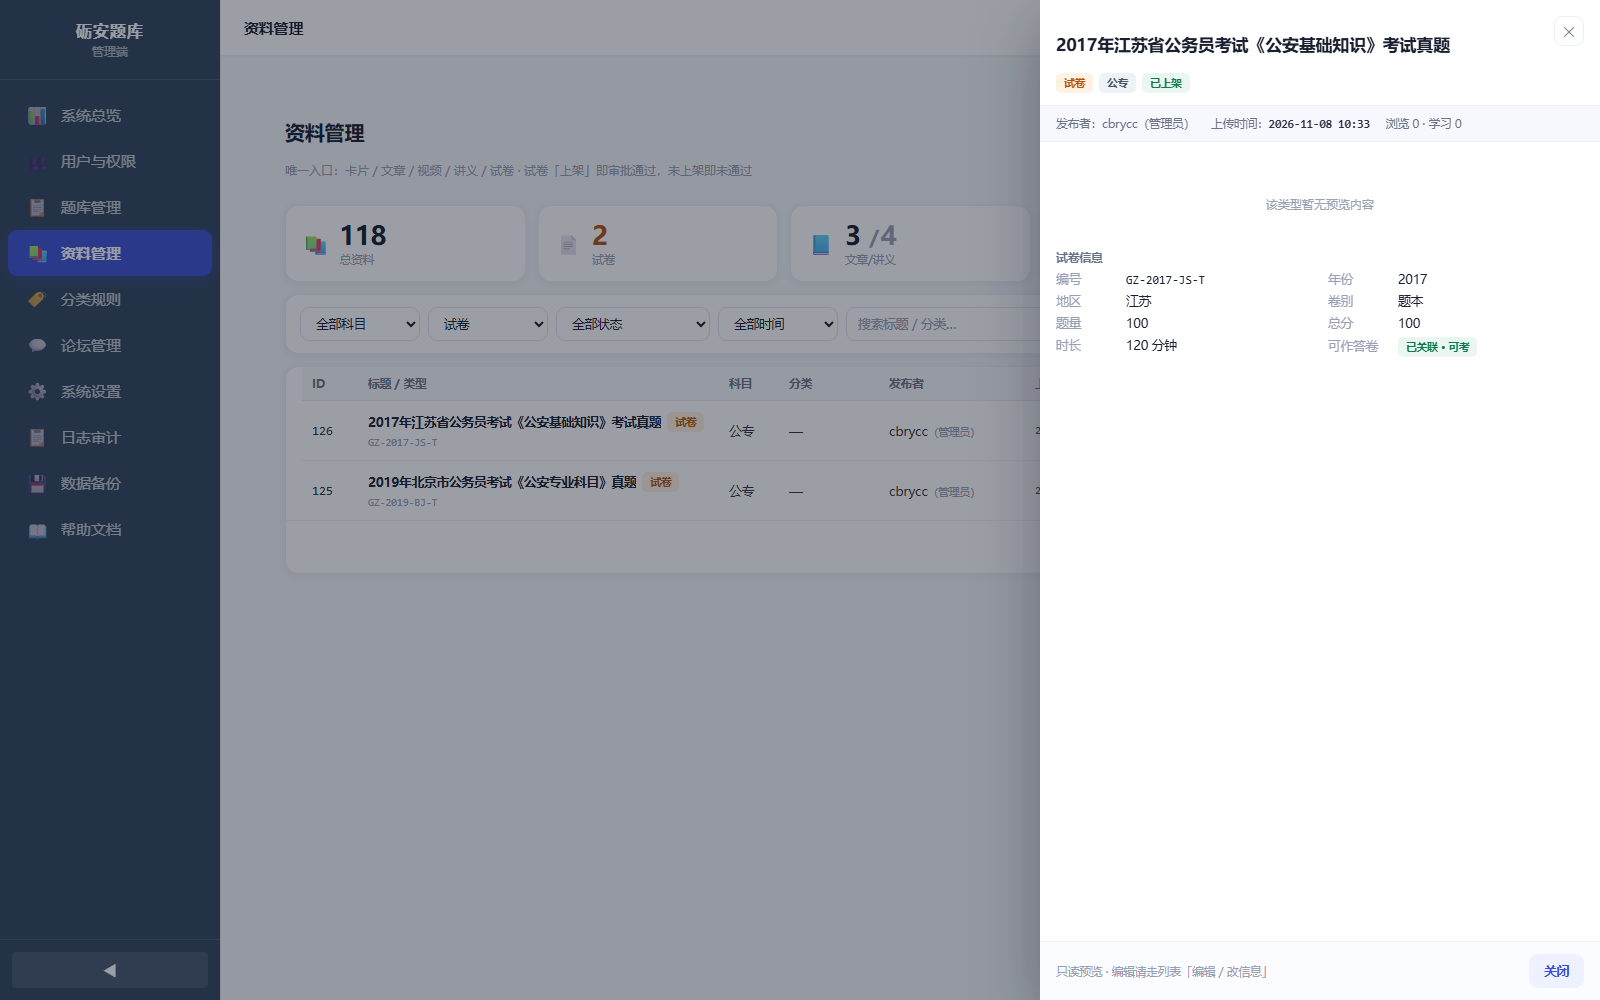 砺安题库
管理端
系统总览
用户与权限
题库管理
资料管理
分类规则
论坛管理
系统设置
日志审计
数据备份
帮助文档
资料管理
资料管理
唯一入口：卡片 / 文章 / 视频 / 讲义 / 试卷 · 试卷「上架」即审批通过，未上架即未通过
118
总资料
2
试卷
3 /4
文章/讲义
全部科目
试卷
全部状态
全部时间
搜索标题 / 分类...
ID 标题 / 类型 科目 分类 发布者
126 2017年江苏省公务员考试《公安基础知识》考试真题 试卷 公专 — cbrycc (管理员) 2
GZ-2017-JS-T
125 2019年北京市公务员考试《公安专业科目》真题 试卷 公专 — cbrycc (管理员) 2
GZ-2019-BJ-T
2017年江苏省公务员考试《公安基础知识》考试真题
试卷 公专 已上架
发布者：cbrycc（管理员） 上传时间：2026-11-08 10:33 浏览 0 · 学习 0
该类型暂无预览内容
试卷信息
编号 GZ-2017-JS-T 年份 2017
地区 江苏 卷别 题本
题量 100 总分 100
时长 120 分钟 可作答卷 已关联 • 可考
只读预览 · 编辑请走列表「编辑 / 改信息」
关闭